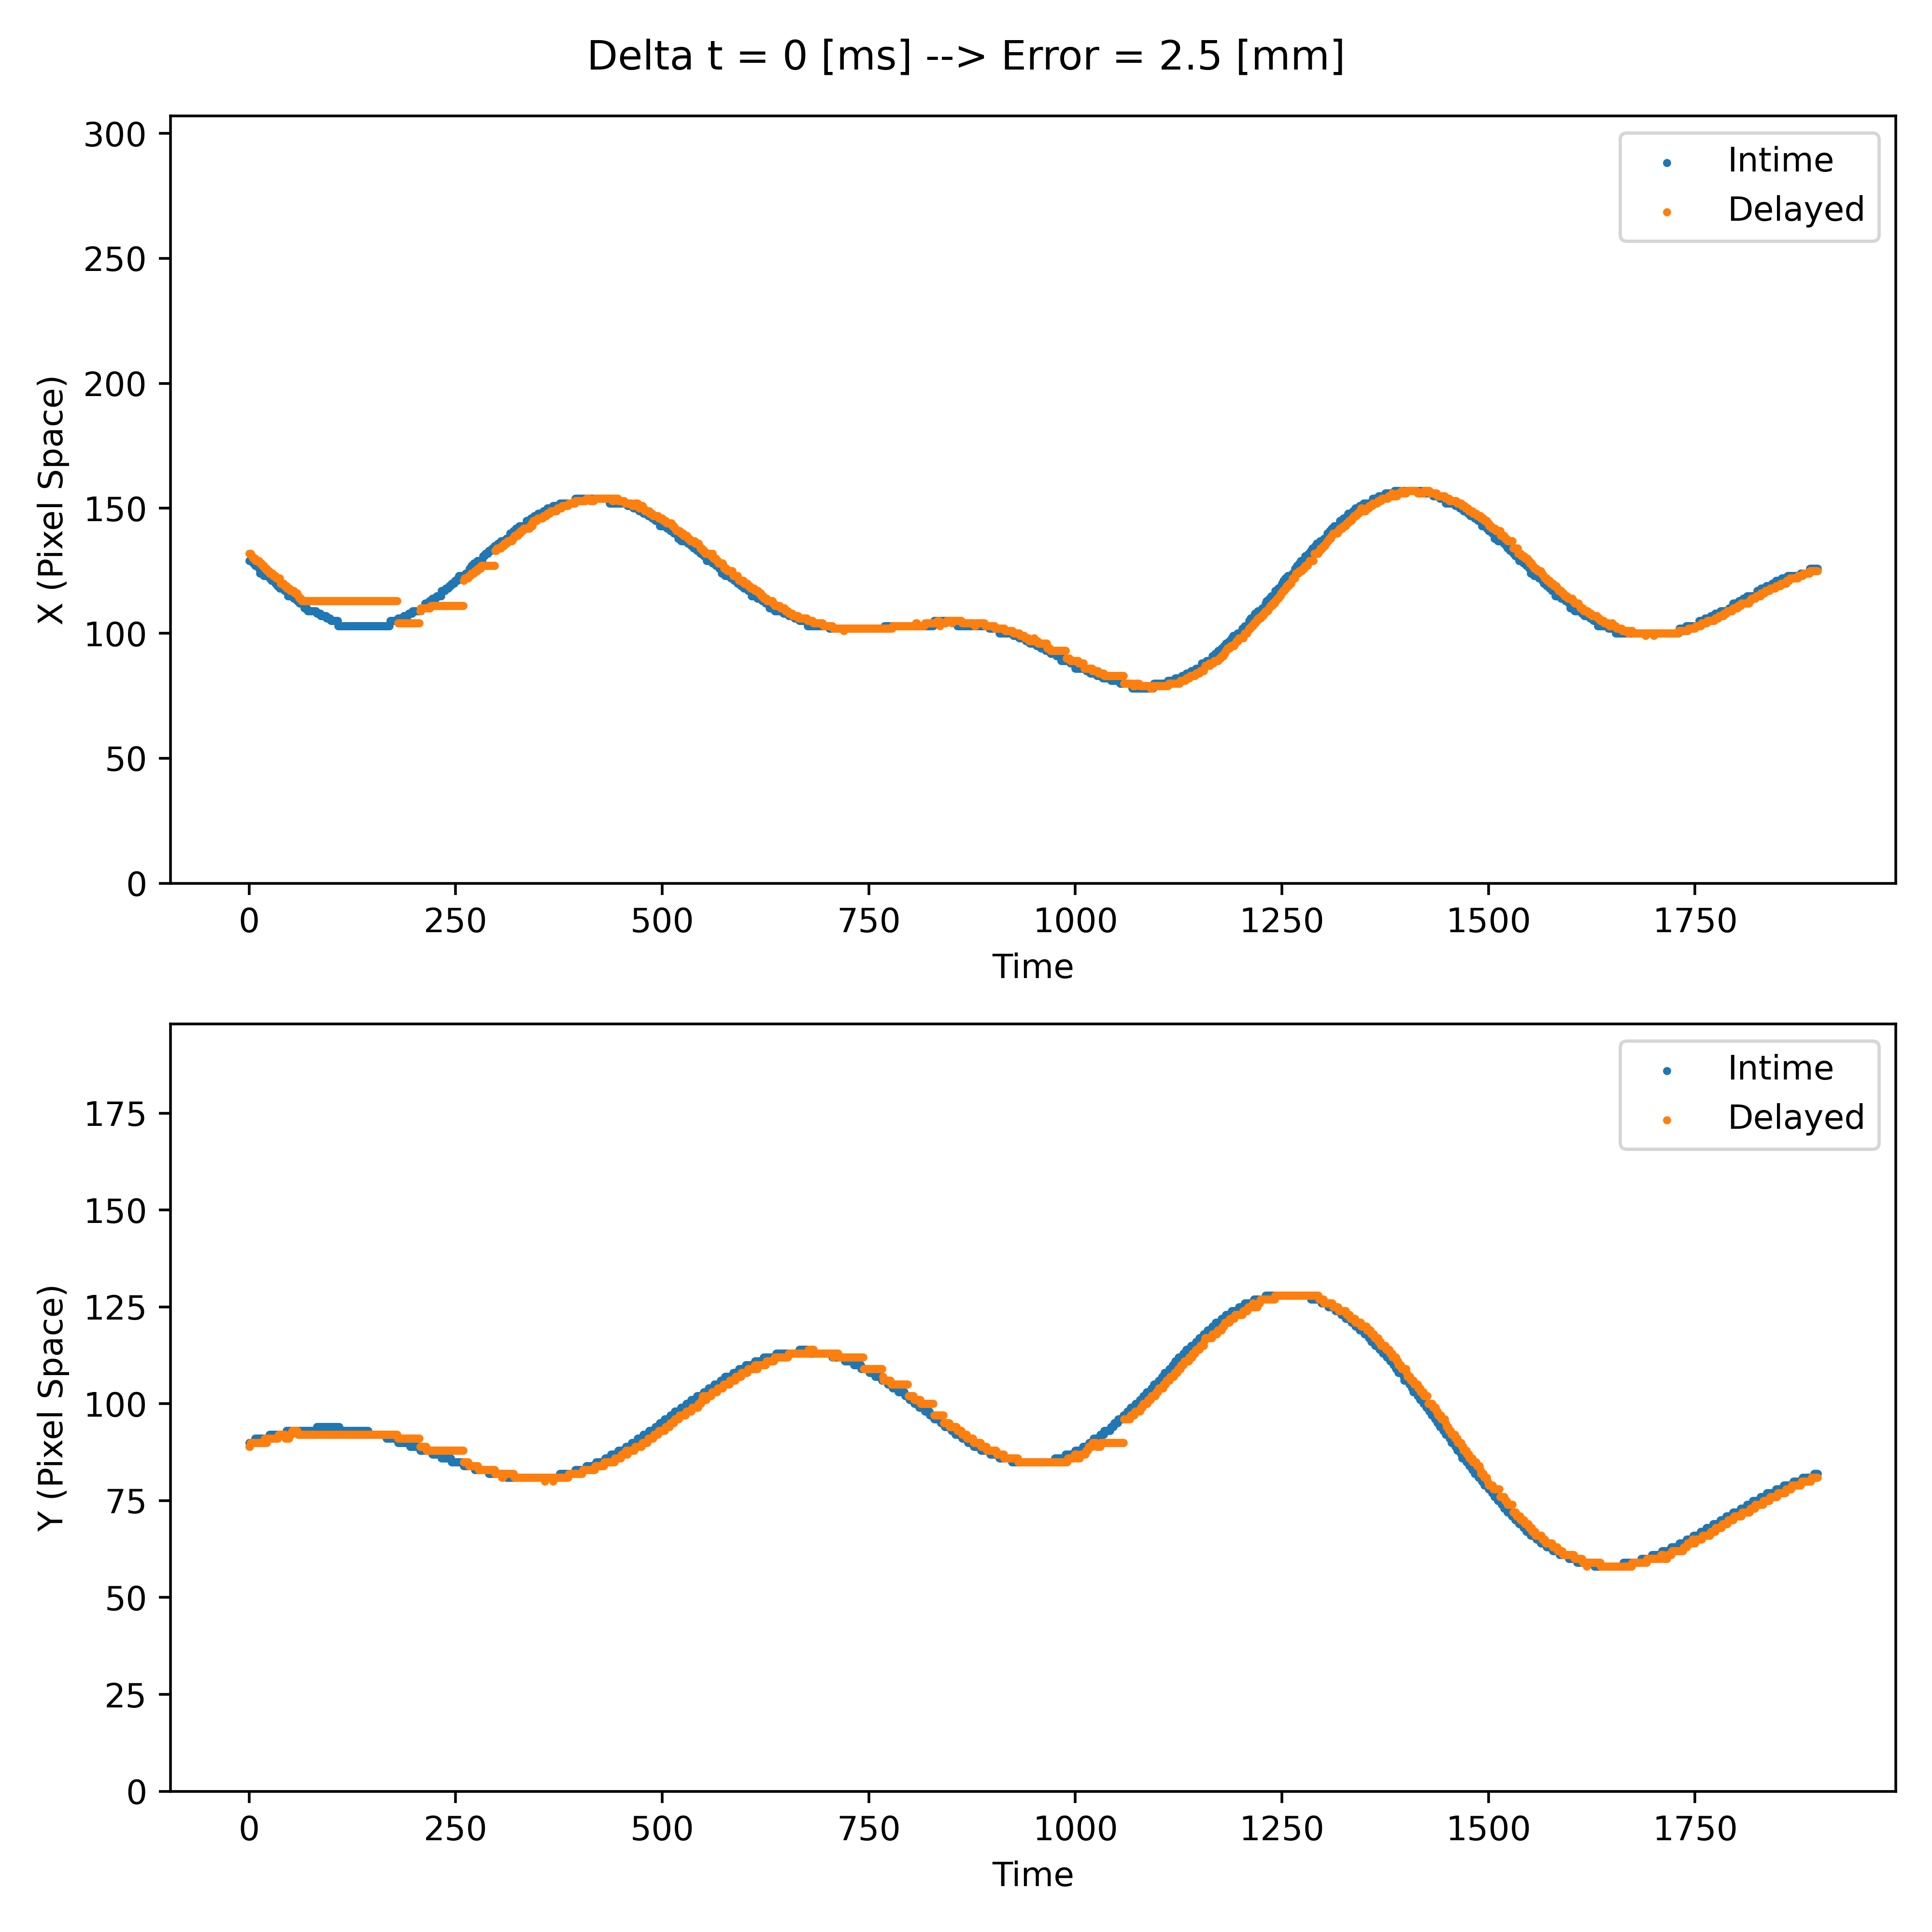 Delta t = 0 [ms] --> Error = 2.5 [mm]
300
250
200
150
100
50
0
X (Pixel Space)
Intime
Delayed
0 250 500 750 1000 1250 1500 1750
Time
175
150
125
100
75
50
25
0
Y (Pixel Space)
Intime
Delayed
0 250 500 750 1000 1250 1500 1750
Time